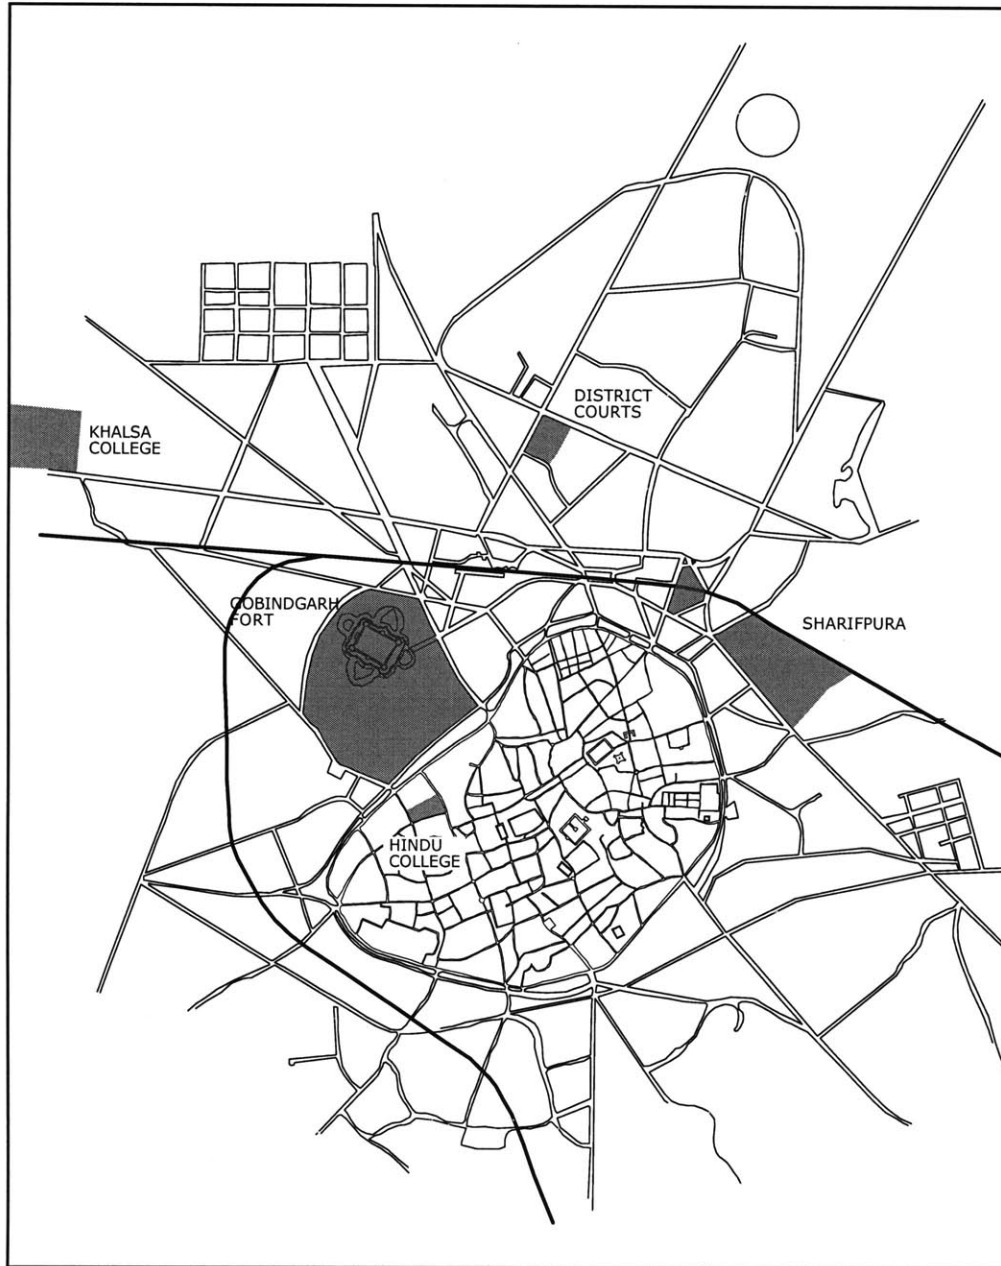 DISTRICT
COURTS
KHALSA
COLLEGE
GOBINDGARH
FORT
SHARIFPURA
HINDU
COLLEGE